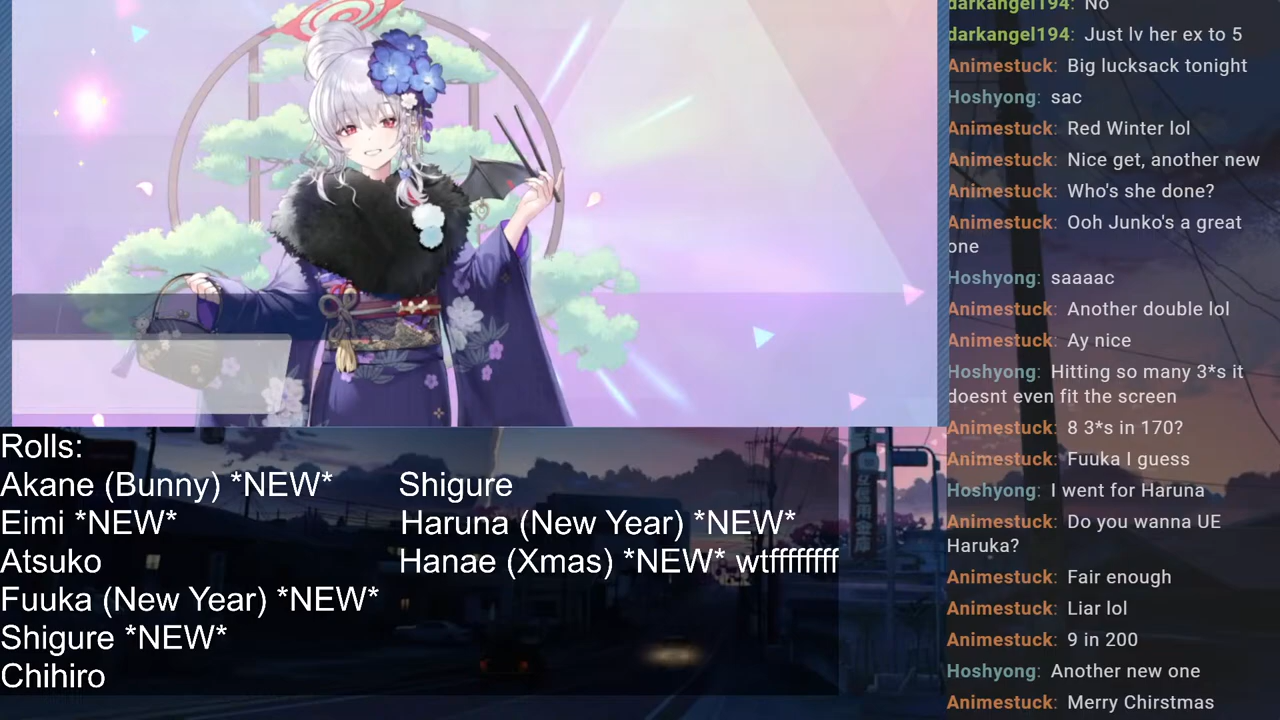 Rolls:
Akane (Bunny) *NEW*
Eimi *NEW*
Atsuko
Fuuka (New Year) *NEW*
Shigure *NEW*
Chihiro
Shigure
Haruna (New Year) *NEW*
Hanae (Xmas) *NEW* wtfffffffff
darkangel194: No
darkangel194: Just lv her ex to 5
Animestuck: Big lucksack tonight
Hoshyong: sac
Animestuck: Red Winter lol
Animestuck: Nice get, another new
Animestuck: Who's she done?
Animestuck: Ooh Junko's a great
one
Hoshyong: saaaac
Animestuck: Another double lol
Animestuck: Ay nice
Hoshyong: Hitting so many 3*s it
doesnt even fit the screen
Animestuck: 8 3*s in 170?
Animestuck: Fuuka I guess
Hoshyong: I went for Haruna
Animestuck: Do you wanna UE
Haruka?
Animestuck: Fair enough
Animestuck: Liar lol
Animestuck: 9 in 200
Hoshyong: Another new one
Animestuck: Merry Chirstmas